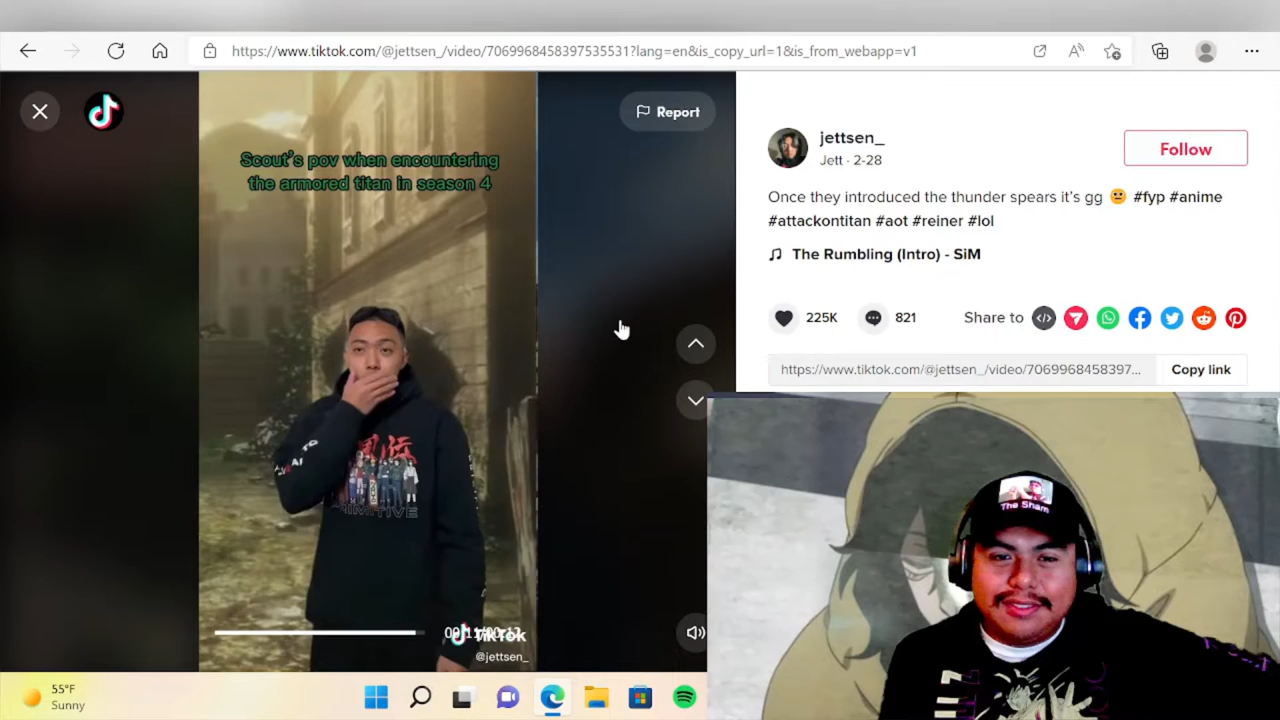 https://www.tiktok.com/@jettsen_/video/7069968458397535531?lang=en&is_copy_url=1&is_from_webapp=v1
Report
Scout's pov when encountering
the armored titan in season 4
TikTok
@jettsen_
jettsen_
Jett · 2-28
Follow
Once they introduced the thunder spears it's gg 😐 #fyp #anime
#attackontitan #aot #reiner #lol
The Rumbling (Intro) - SiM
225K
821
Share to
https://www.tiktok.com/@jettsen_/video/70699684583​97...
Copy link
PRIMITIVE
The Sham
55°F
Sunny